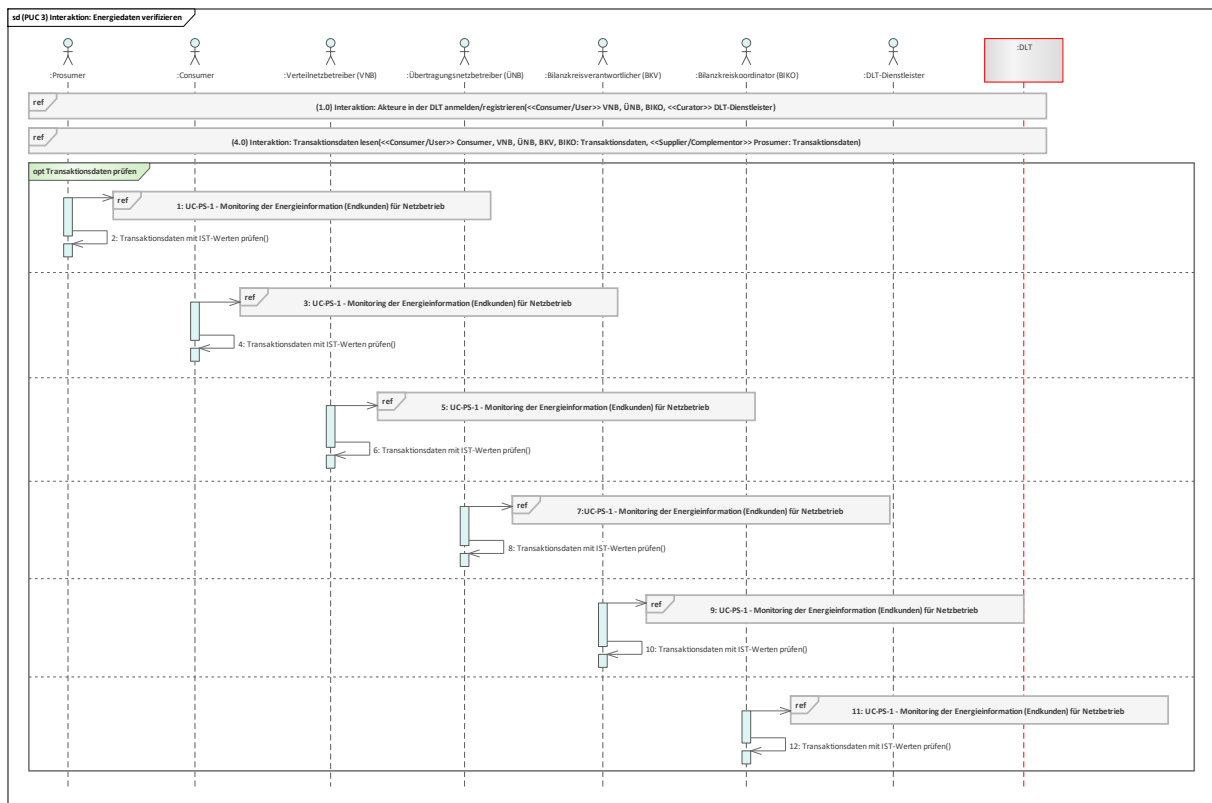 sd (PUC 3) Interaktion: Energiedaten verifizieren
:Prosumer
:Consumer
:Verteilnetzbetreiber (VNB)
:Übertragungsnetzbetreiber (ÜNB)
:Bilanzkreisverantwortlicher (BKV)
:Bilanzkreiskoordinator (BIKO)
:DLT-Dienstleister
:DLT
ref
(1.0) Interaktion: Akteure in der DLT anmelden/registrieren(<<Consumer/User>> VNB, ÜNB, BIKO, <<Curator>> DLT-Dienstleister)
ref
(4.0) Interaktion: Transaktionsdaten lesen(<<Consumer/User>> Consumer, VNB, ÜNB, BKV, BIKO: Transaktionsdaten, <<Supplier/Complementor>> Prosumer: Transaktionsdaten)
opt Transaktionsdaten prüfen
ref
1: UC-PS-1 - Monitoring der Energieinformation (Endkunden) für Netzbetrieb
2: Transaktionsdaten mit IST-Werten prüfen()
ref
3: UC-PS-1 - Monitoring der Energieinformation (Endkunden) für Netzbetrieb
4: Transaktionsdaten mit IST-Werten prüfen()
ref
5: UC-PS-1 - Monitoring der Energieinformation (Endkunden) für Netzbetrieb
6: Transaktionsdaten mit IST-Werten prüfen()
ref
7:UC-PS-1 - Monitoring der Energieinformation (Endkunden) für Netzbetrieb
8: Transaktionsdaten mit IST-Werten prüfen()
ref
9: UC-PS-1 - Monitoring der Energieinformation (Endkunden) für Netzbetrieb
10: Transaktionsdaten mit IST-Werten prüfen()
ref
11: UC-PS-1 - Monitoring der Energieinformation (Endkunden) für Netzbetrieb
12: Transaktionsdaten mit IST-Werten prüfen()